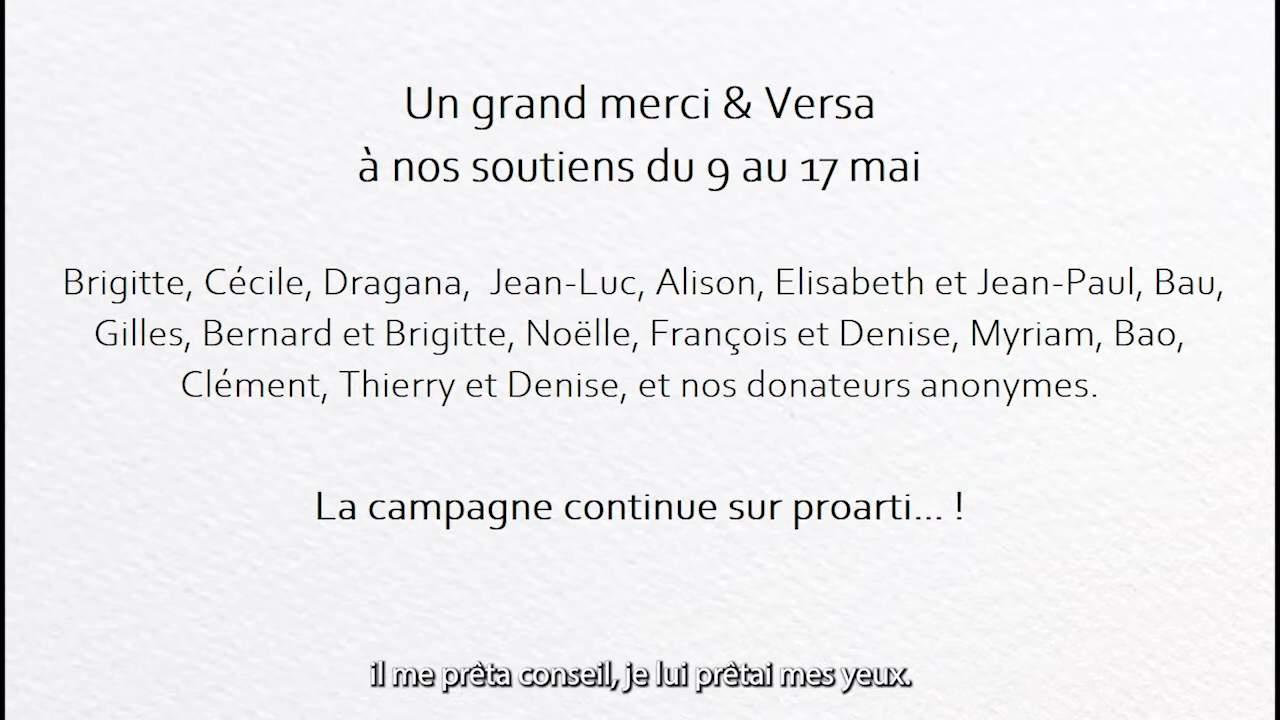 Un grand merci & Versa
à nos soutiens du 9 au 17 mai
Brigitte, Cécile, Dragana, Jean-Luc, Alison, Elisabeth et Jean-Paul, Bau,
Gilles, Bernard et Brigitte, Noëlle, François et Denise, Myriam, Bao,
Clément, Thierry et Denise, et nos donateurs anonymes.
La campagne continue sur proarti... !
il me prêta conseil, je lui prêtai mes yeux.